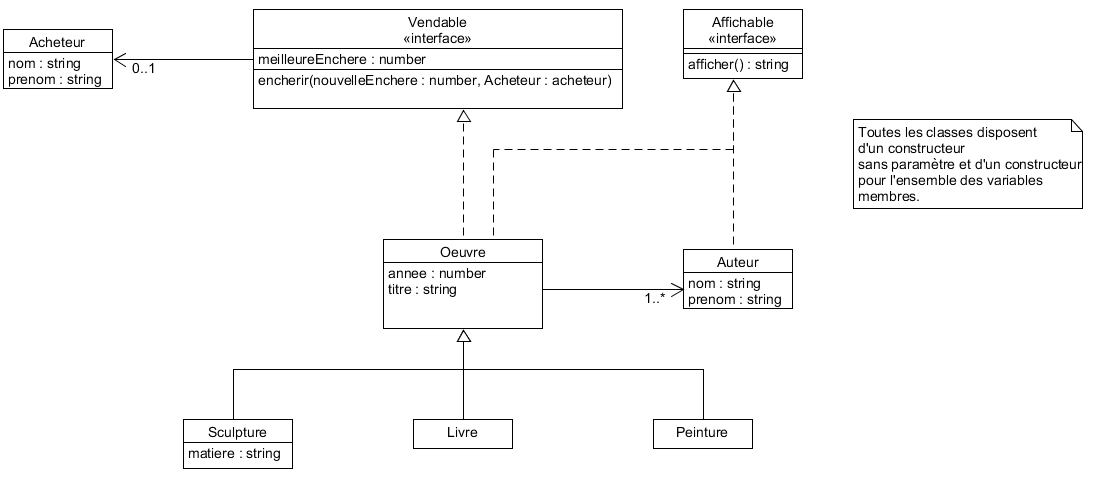 Acheteur
nom : string
prenom : string
0..1
Vendable
«interface»
meilleureEnchere : number
encherir(nouvelleEnchere : number, Acheteur : acheteur)
Affichable
«interface»
afficher() : string
Toutes les classes disposent
d'un constructeur
sans paramètre et d'un constructeur
pour l'ensemble des variables
membres.
Oeuvre
annee : number
titre : string
1..*
Auteur
nom : string
prenom : string
Sculpture
matiere : string
Livre
Peinture